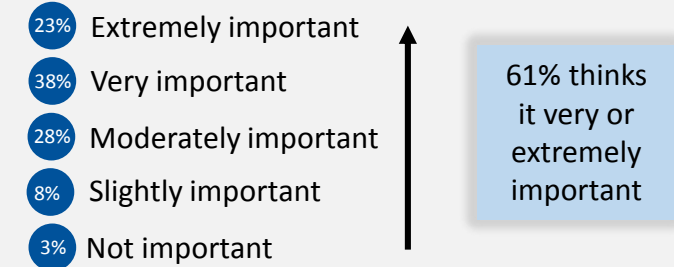 23% Extremely important
38% Very important
28% Moderately important
8% Slightly important
3% Not important
61% thinks
it very or
extremely
important